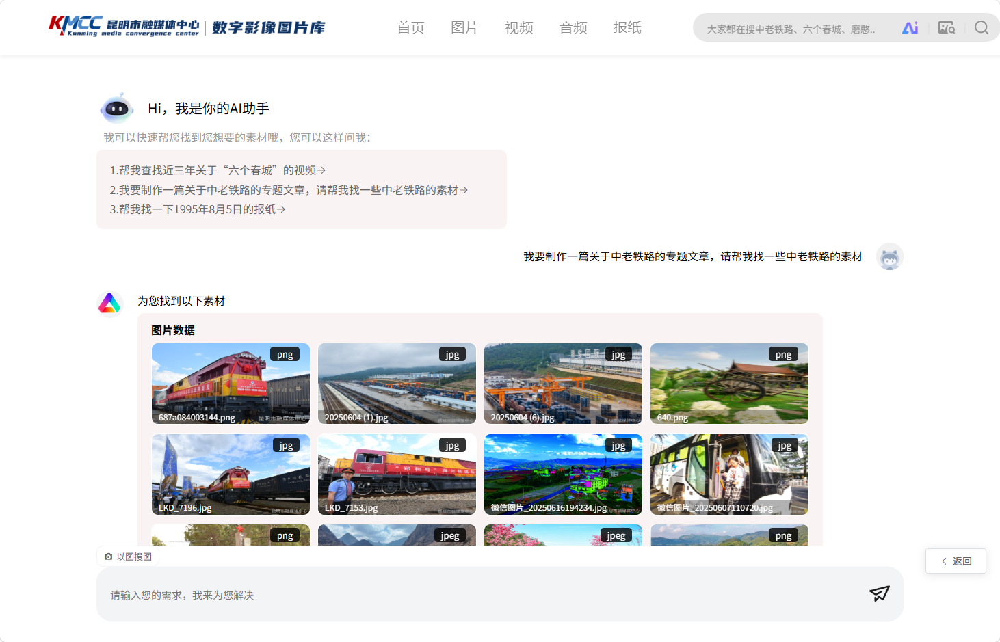 KMCC 昆明市融媒体中心 Kunming media convergence center 数字影像图片库
首页 图片 视频 音频 报纸
大家都在搜中老铁路、六个春城、磨憨..
Ai
Hi，我是你的AI助手
我可以快速帮您找到您想要的素材哦，您可以这样问我：
1.帮我查找近三年关于“六个春城”的视频→
2.我要制作一篇关于中老铁路的专题文章，请帮我找一些中老铁路的素材→
3.帮我找一下1995年8月5日的报纸→
我要制作一篇关于中老铁路的专题文章，请帮我找一些中老铁路的素材
为您找到以下素材
图片数据
png jpg jpg png
687a084003144.png 20250604 (1).jpg 20250604 (6).jpg 640.png
昆明市融媒体中心
jpg jpg jpg jpg
郑和号
LKD_7196.jpg LKD_7153.jpg 微信图片_20250616194234.jpg 微信图片_20250607110720.jpg
png jpeg jpeg png
以图搜图
返回
请输入您的需求，我来为您解决